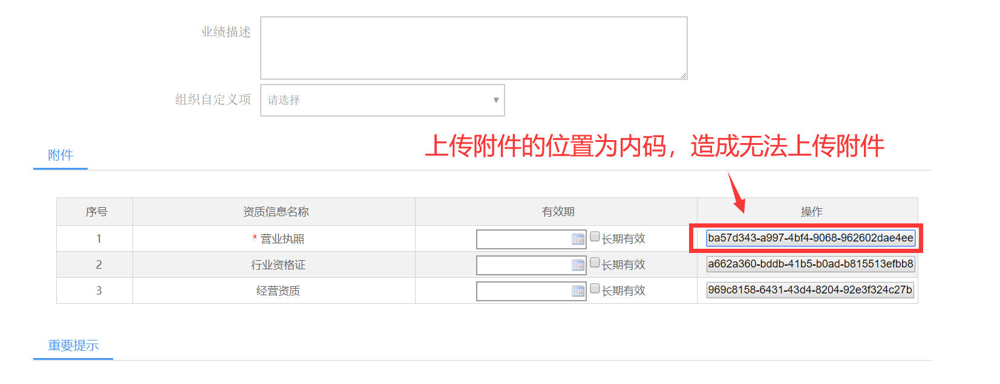 业绩描述
组织自定义项 请选择
上传附件的位置为内码，造成无法上传附件
附件
序号 资质信息名称 有效期 操作
1 * 营业执照 长期有效 ba57d343-a997-4bf4-9068-962602dae4ee
2 行业资格证 长期有效 a662a360-bddb-41b5-b0ad-b815513efbb8
3 经营资质 长期有效 969c8158-6431-43d4-8204-92e3f324c27b
重要提示